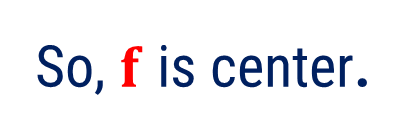 So, f is center.